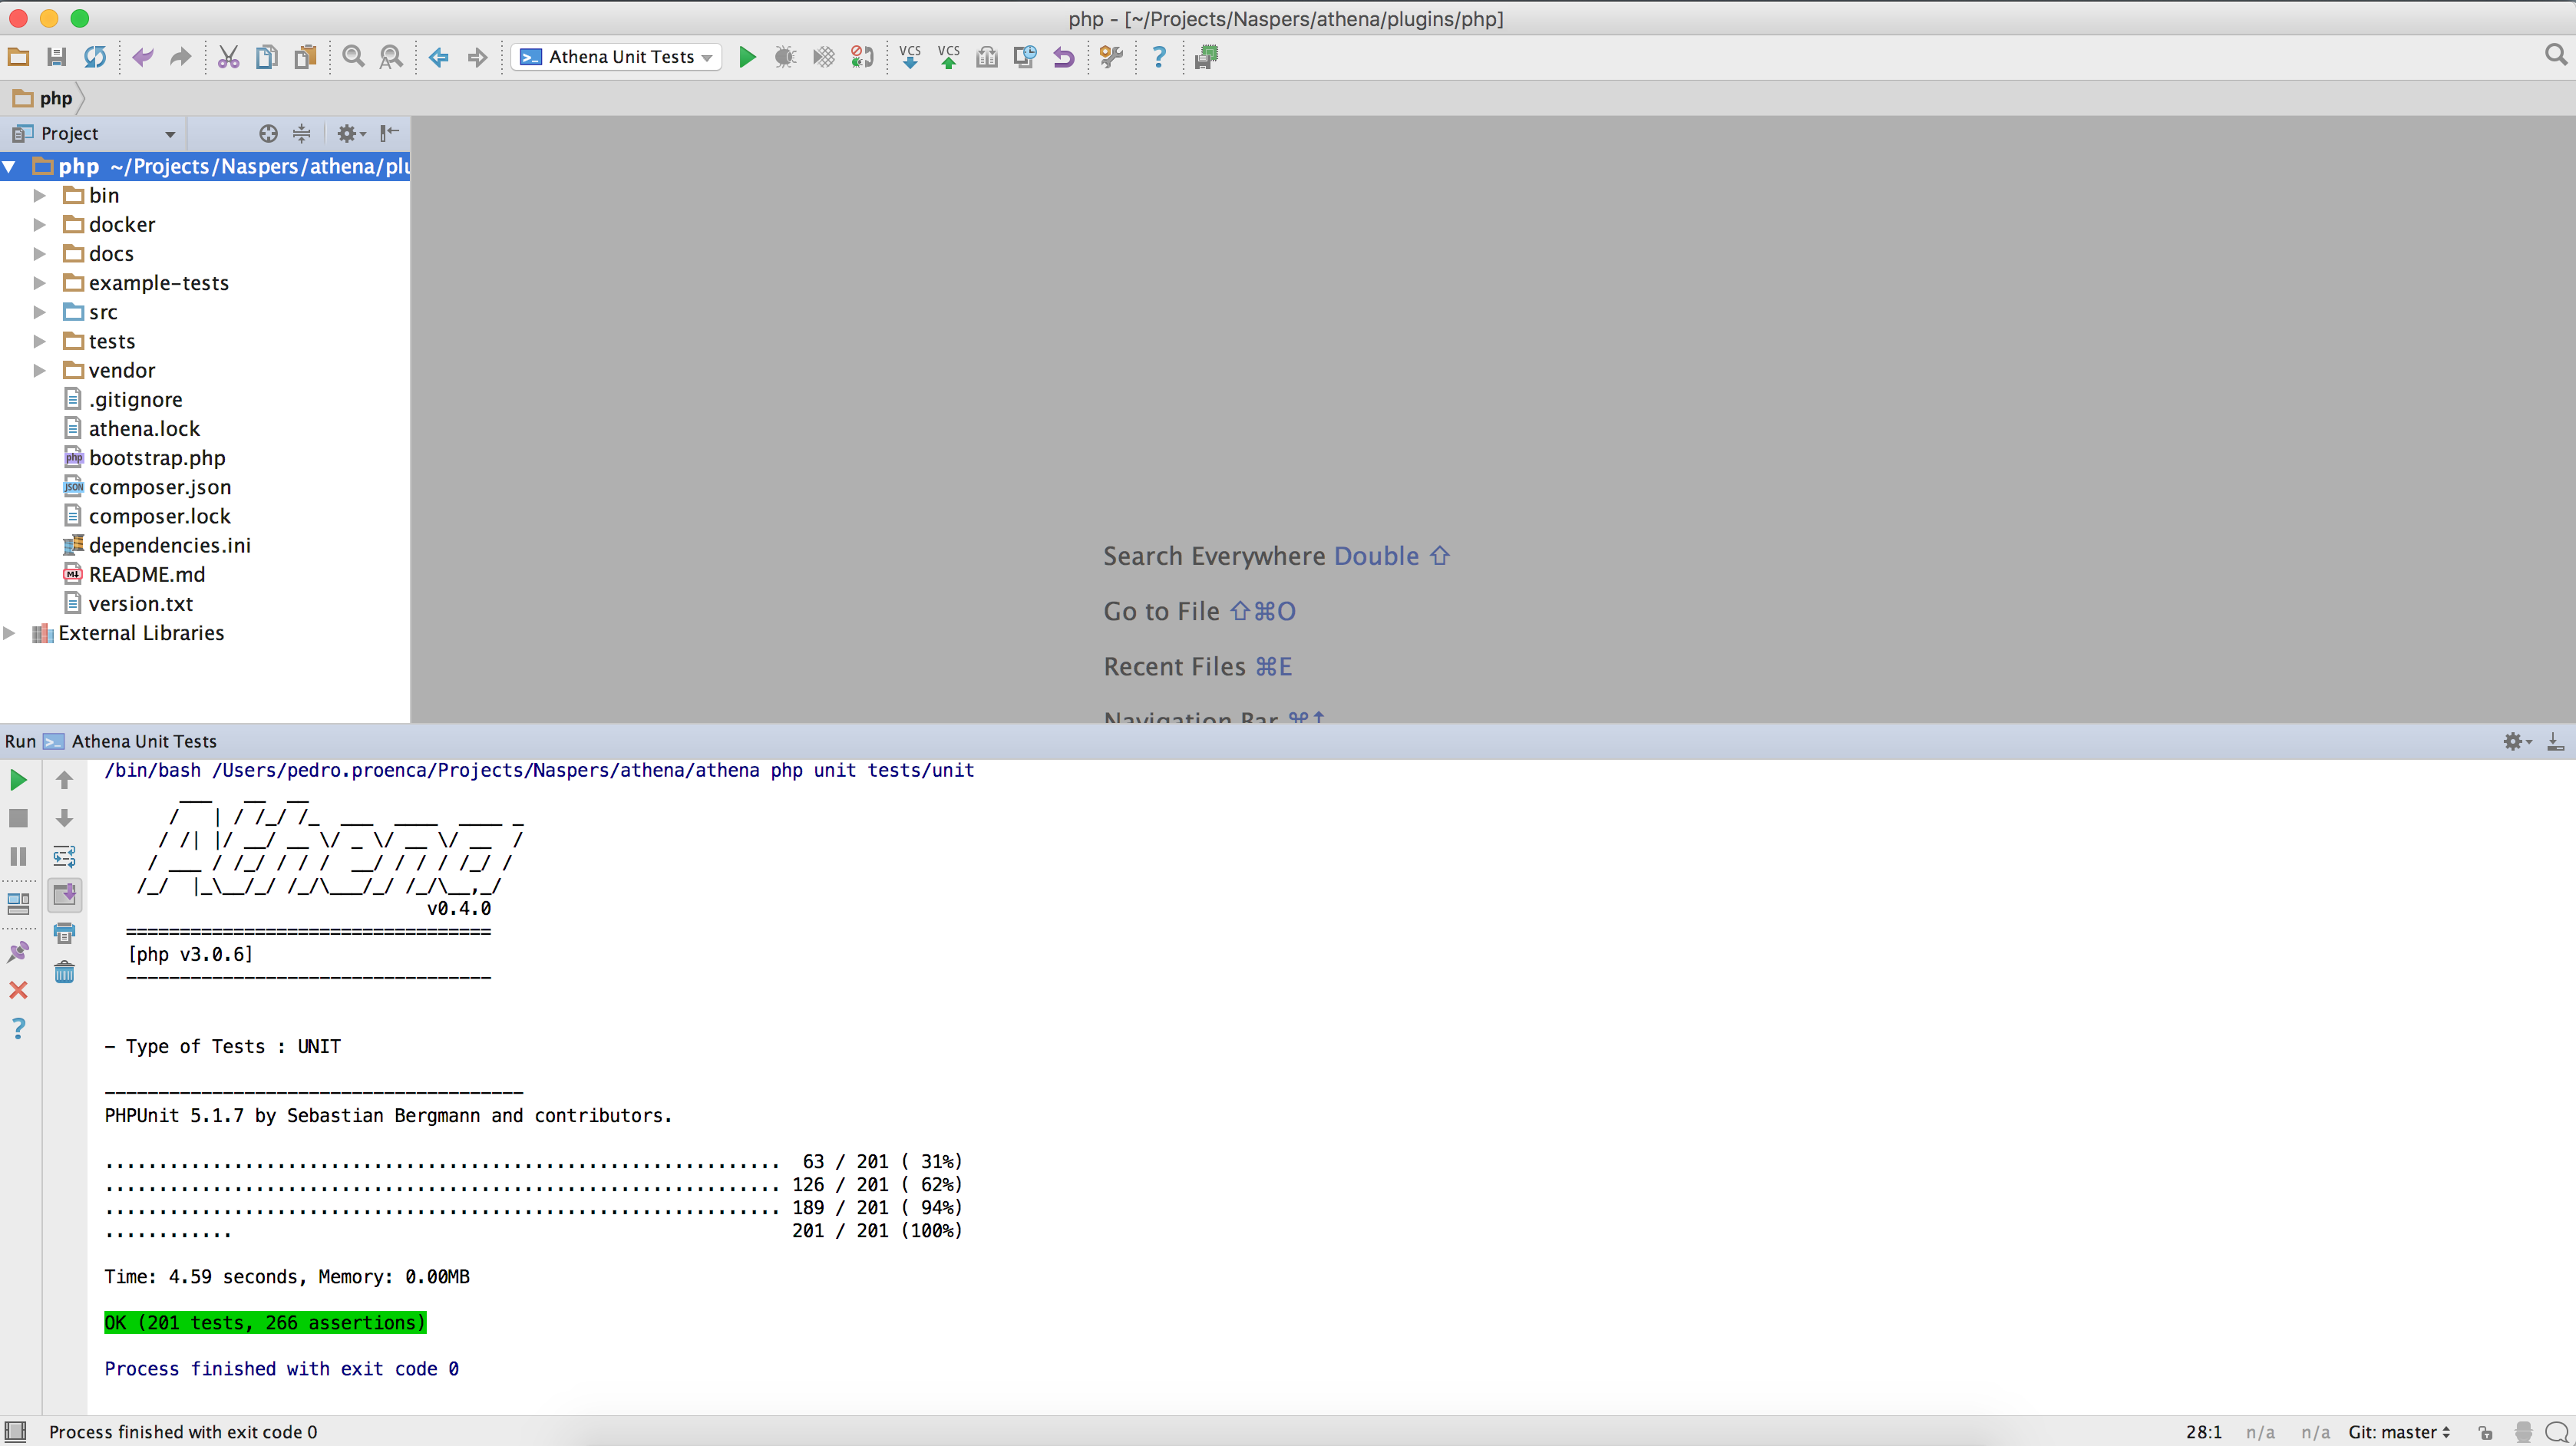 php - [~/Projects/Naspers/athena/plugins/php]
Athena Unit Tests
VCS VCS
?
php
Project
php ~/Projects/Naspers/athena/plu
bin
docker
docs
example-tests
src
tests
vendor
.gitignore
athena.lock
bootstrap.php
composer.json
composer.lock
dependencies.ini
README.md
version.txt
External Libraries
Search Everywhere Double ⇧
Go to File ⇧⌘O
Recent Files ⌘E
Navigation Bar ⌘↑
Run Athena Unit Tests
/bin/bash /Users/pedro.proenca/Projects/Naspers/athena/athena php unit tests/unit
Athena
v0.4.0
==================================
[php v3.0.6]
----------------------------------
- Type of Tests : UNIT
---------------------------------------
PHPUnit 5.1.7 by Sebastian Bergmann and contributors.
............................................................... 63 / 201 ( 31%)
............................................................... 126 / 201 ( 62%)
............................................................... 189 / 201 ( 94%)
............ 201 / 201 (100%)
Time: 4.59 seconds, Memory: 0.00MB
OK (201 tests, 266 assertions)
Process finished with exit code 0
Process finished with exit code 0
28:1 n/a n/a Git: master